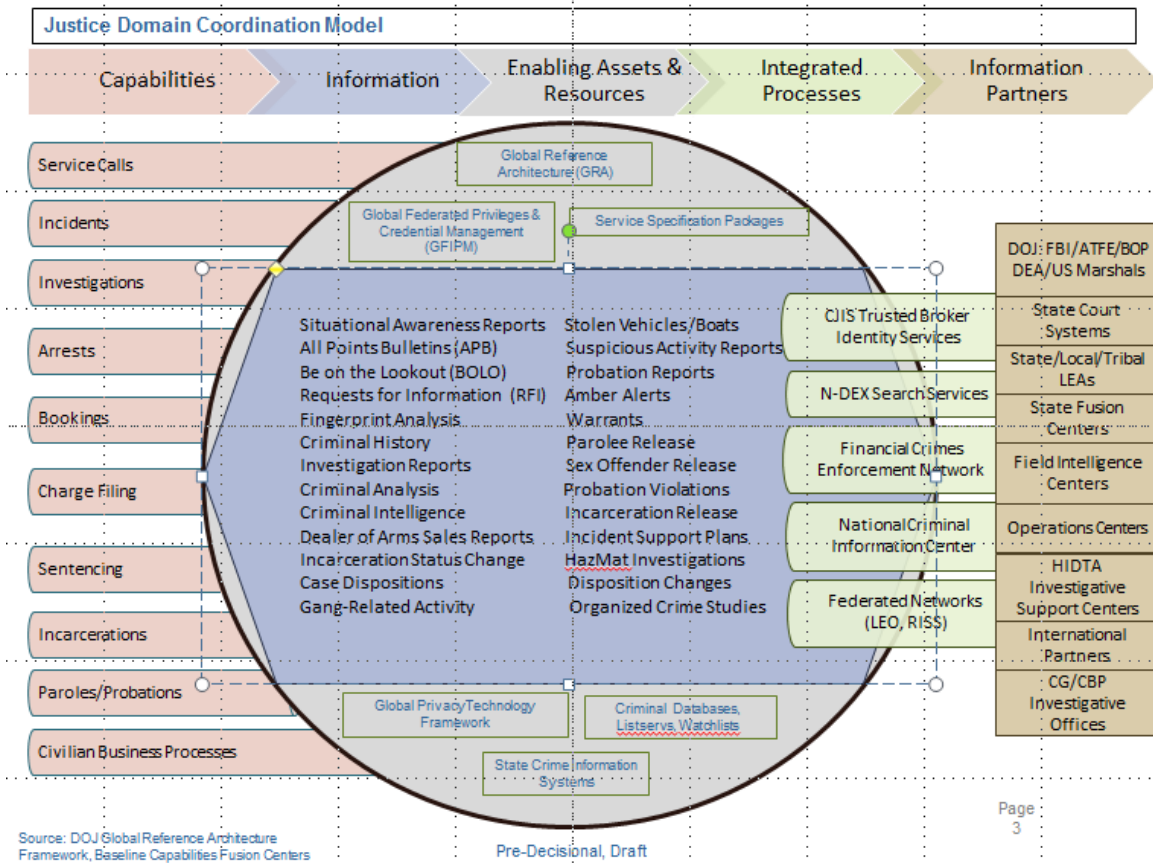 Justice Domain Coordination Model
Capabilities
Information
Enabling Assets &
Resources
Integrated
Processes
Information
Partners
Service Calls
Incidents
Investigations
Arrests
Bookings
Charge Filing
Sentencing
Incarcerations
Paroles/Probations
Civilian Business Processes
Global Reference
Architecture (GRA)
Global Federated Privileges &
Credential Management
(GFIPM)
Service Specification Packages
Situational Awareness Reports
All Points Bulletins (APB)
Be on the Lookout (BOLO)
Requests for Information (RFI)
Fingerprint Analysis
Criminal History
Investigation Reports
Criminal Analysis
Criminal Intelligence
Dealer of Arms Sales Reports
Incarceration Status Change
Case Dispositions
Gang-Related Activity
Stolen Vehicles/Boats
Suspicious Activity Reports
Probation Reports
Amber Alerts
Warrants
Parolee Release
Sex Offender Release
Probation Violations
Incarceration Release
Incident Support Plans
HazMat Investigations
Disposition Changes
Organized Crime Studies
CJIS Trusted Broker
Identity Services
N-DEX Search Services
Financial Crimes
Enforcement Network
National Criminal
Information Center
Federated Networks
(LEO, RISS)
DOJ: FBI/ATFE/BOP
DEA/US Marshals
State Court
Systems
State/Local/Tribal
LEAs
State Fusion
Centers
Field Intelligence
Centers
Operations Centers
HIDTA
Investigative
Support Centers
International
Partners
CG/CBP
Investigative
Offices
Global Privacy Technology
Framework
Criminal Databases,
Listservs, Watchlists
State Crime Information
Systems
Source: DOJ Global Reference Architecture
Framework, Baseline Capabilities Fusion Centers
Pre-Decisional, Draft
Page
3